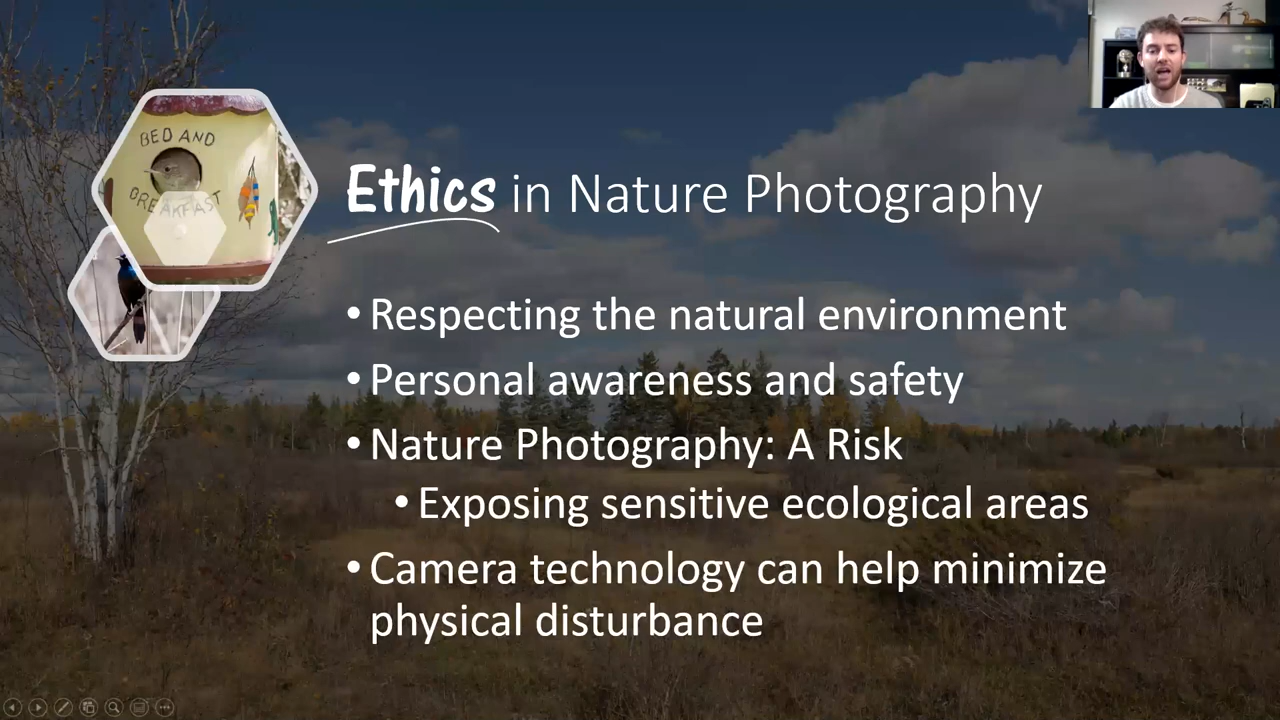 BED AND
BREAKFAST
Ethics in Nature Photography
• Respecting the natural environment
• Personal awareness and safety
• Nature Photography: A Risk
• Exposing sensitive ecological areas
• Camera technology can help minimize
physical disturbance